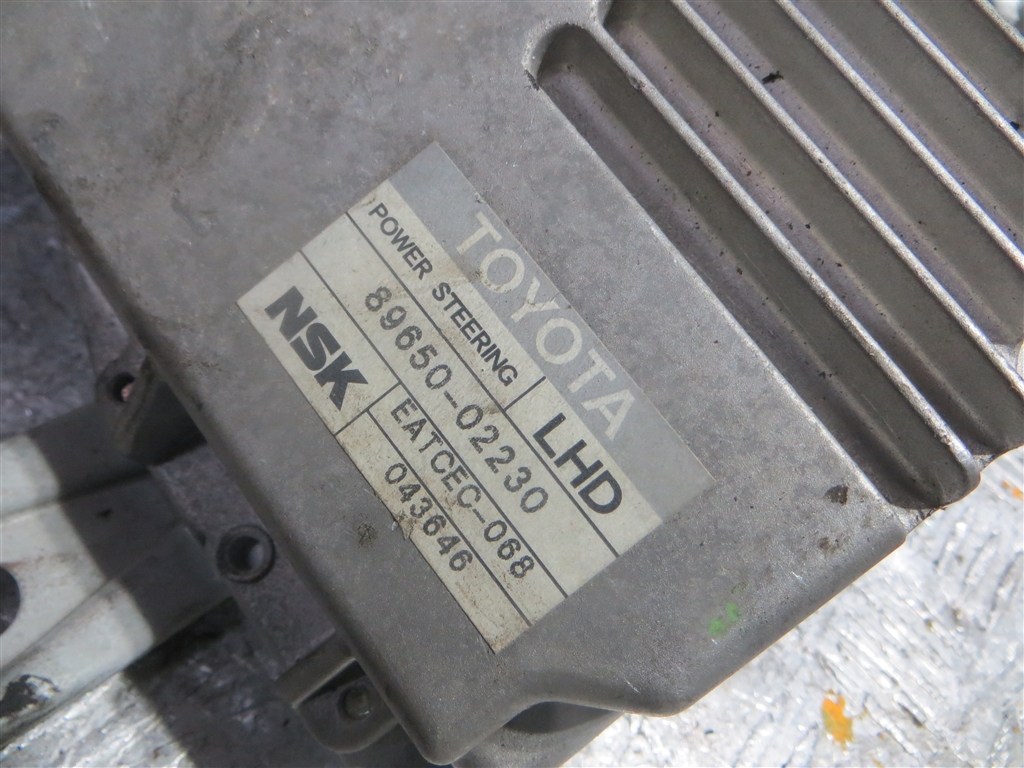 TOYOTA
POWER STEERING LHD
89650-02230
NSK EATCEC-068
043646